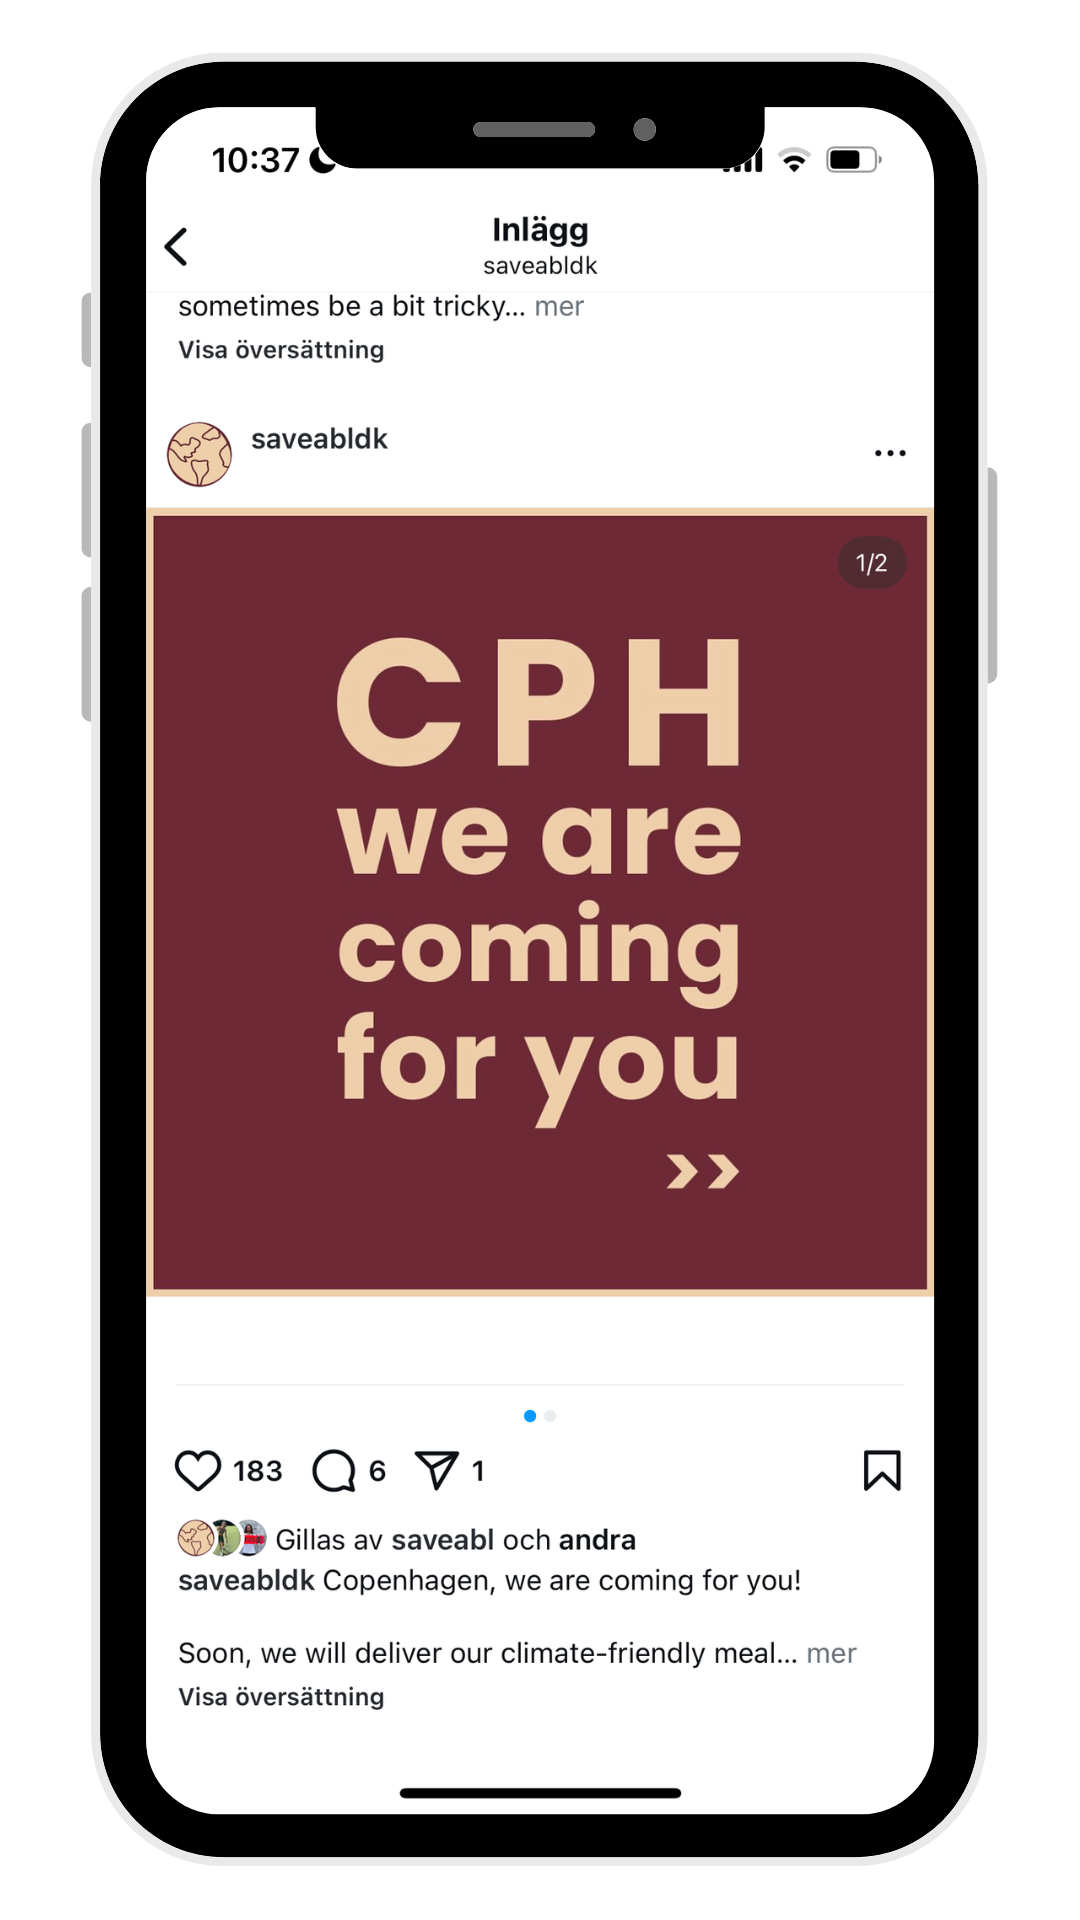 10:37
Inlägg
saveabldk
sometimes be a bit tricky... mer
Visa översättning
saveabldk
1/2
CPH
we are
coming
for you
183 6 1
Gillas av saveabl och andra
saveabldk Copenhagen, we are coming for you!
Soon, we will deliver our climate-friendly meal... mer
Visa översättning